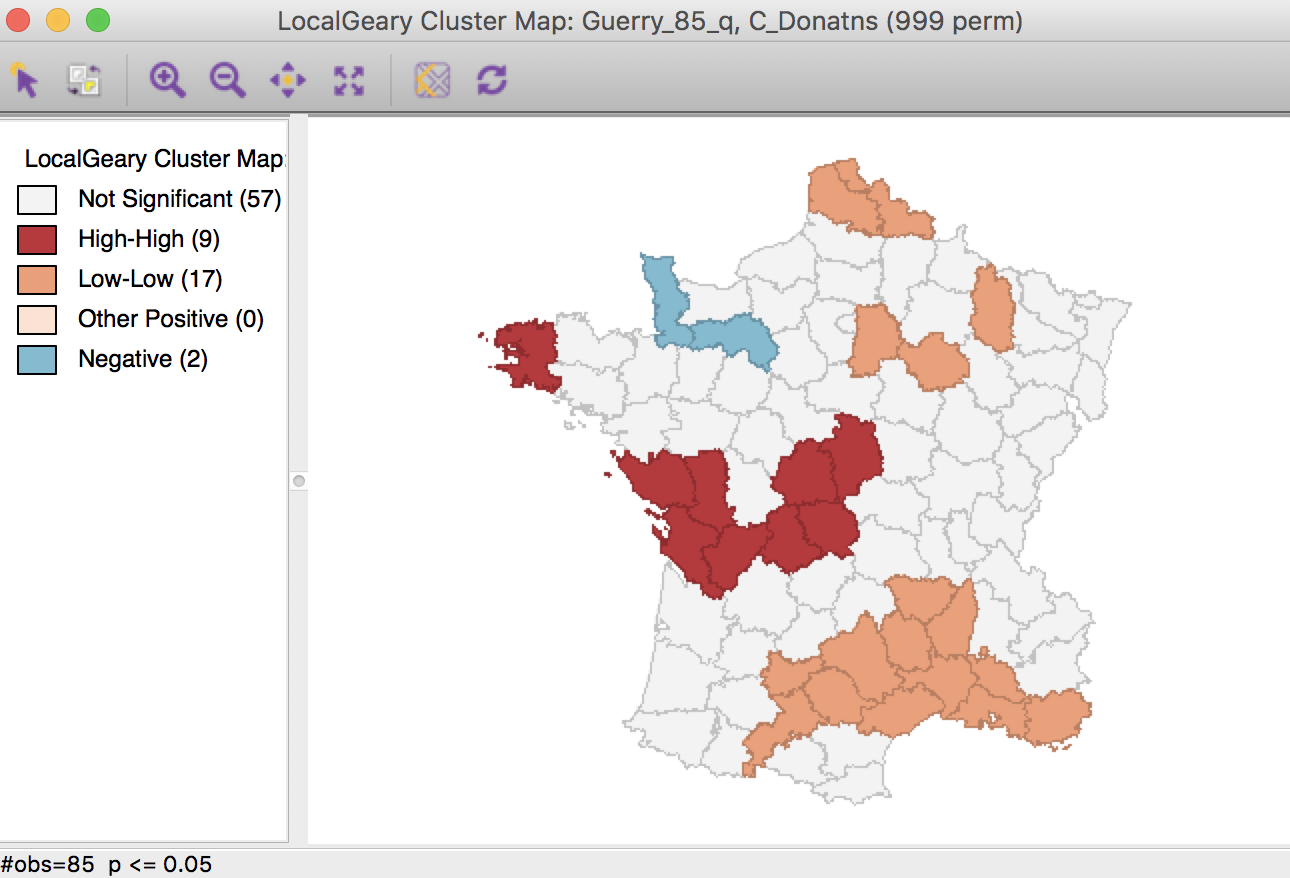 LocalGeary Cluster Map: Guerry_85_q, C_Donatns (999 perm)
LocalGeary Cluster Map:
Not Significant (57)
High-High (9)
Low-Low (17)
Other Positive (0)
Negative (2)
#obs=85 p <= 0.05